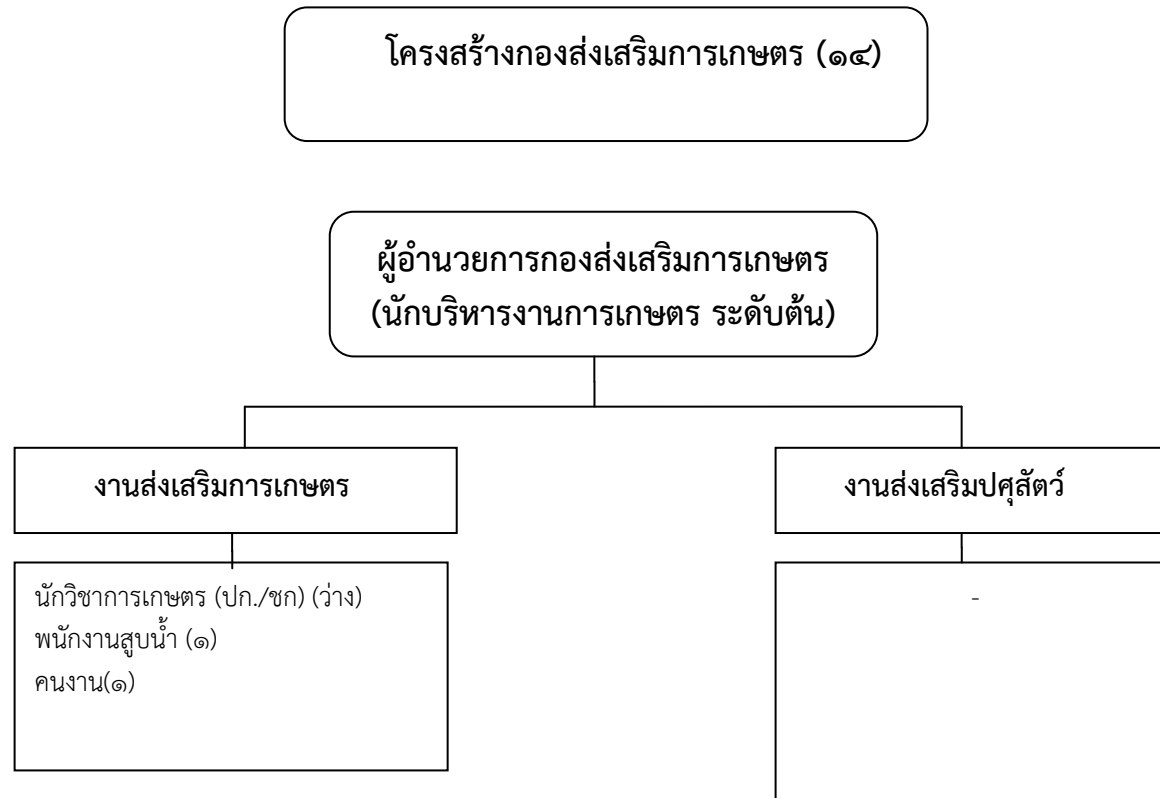 โครงสร้างกองส่งเสริมการเกษตร (๑๔)
ผู้อำนวยการกองส่งเสริมการเกษตร
(นักบริหารงานการเกษตร ระดับต้น)
งานส่งเสริมการเกษตร
งานส่งเสริมปศุสัตว์
นักวิชาการเกษตร (ปก./ชก) (ว่าง)
พนักงานสูบน้ำ (๑)
คนงาน(๑)
-